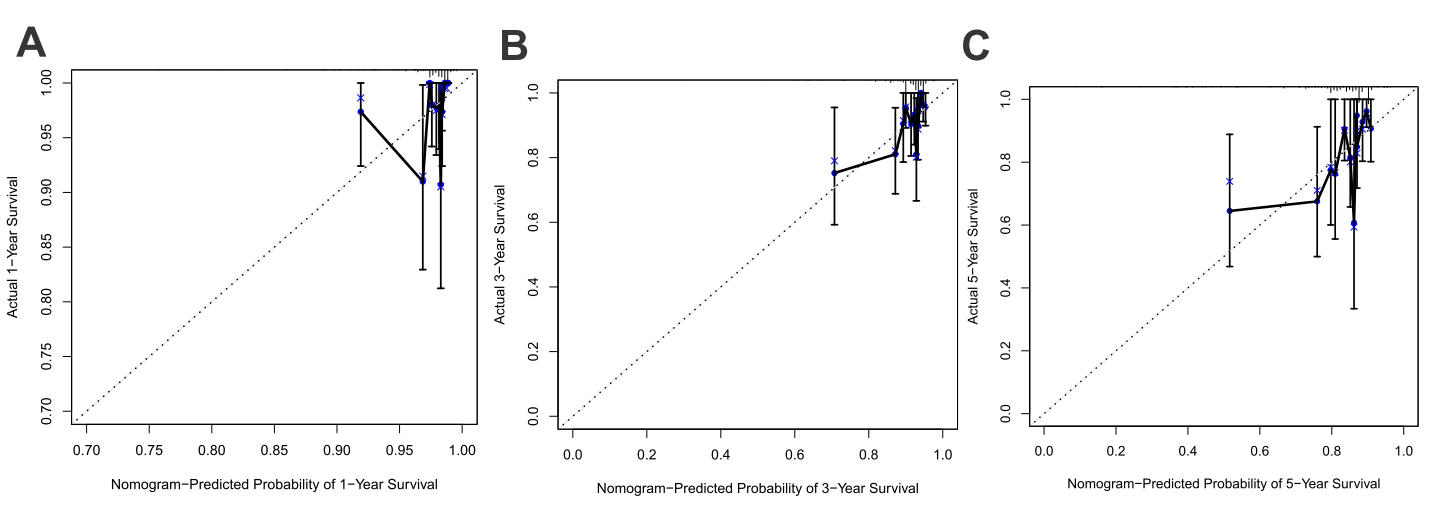 A
B
C
Actual 1−Year Survival
1.00
0.95
0.90
0.85
0.80
0.75
0.70
0.70 0.75 0.80 0.85 0.90 0.95 1.00
Nomogram−Predicted Probability of 1−Year Survival
Actual 3−Year Survival
1.0
0.8
0.6
0.4
0.2
0.0
0.0 0.2 0.4 0.6 0.8 1.0
Nomogram−Predicted Probability of 3−Year Survival
Actual 5−Year Survival
1.0
0.8
0.6
0.4
0.2
0.0
0.0 0.2 0.4 0.6 0.8 1.0
Nomogram−Predicted Probability of 5−Year Survival